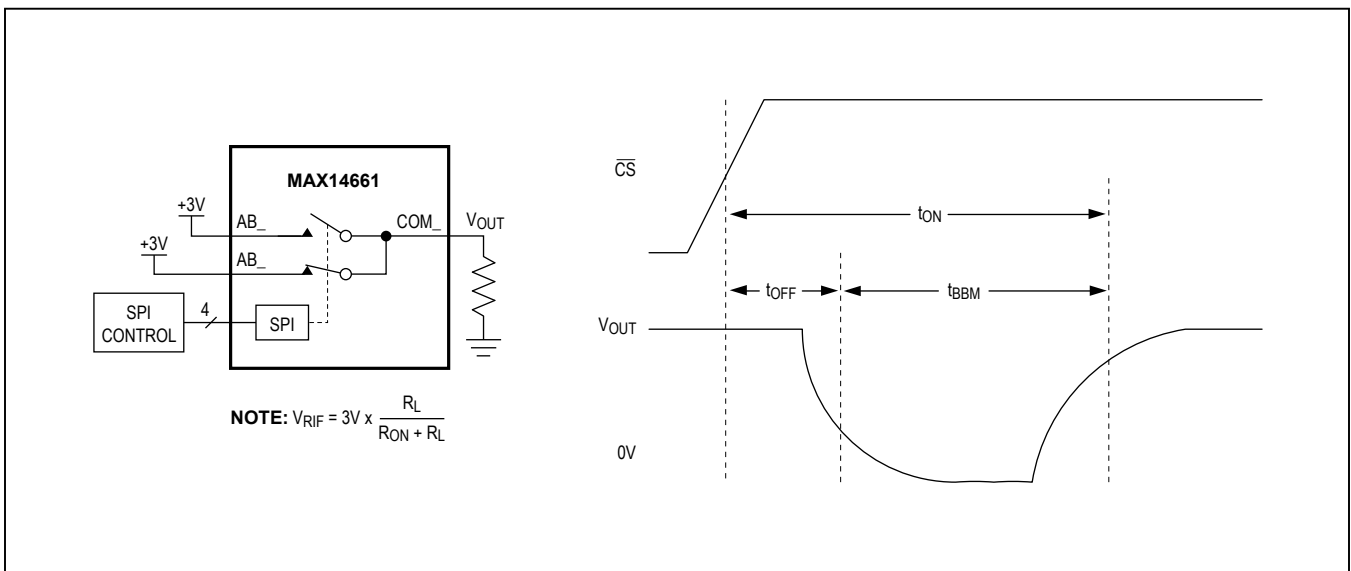 MAX14661
+3V
AB_
COM_
VOUT
+3V
AB_
SPI
CONTROL
4
SPI
NOTE: VRIF = 3V x RL / RON + RL
CS
tON
tOFF
tBBM
VOUT
0V